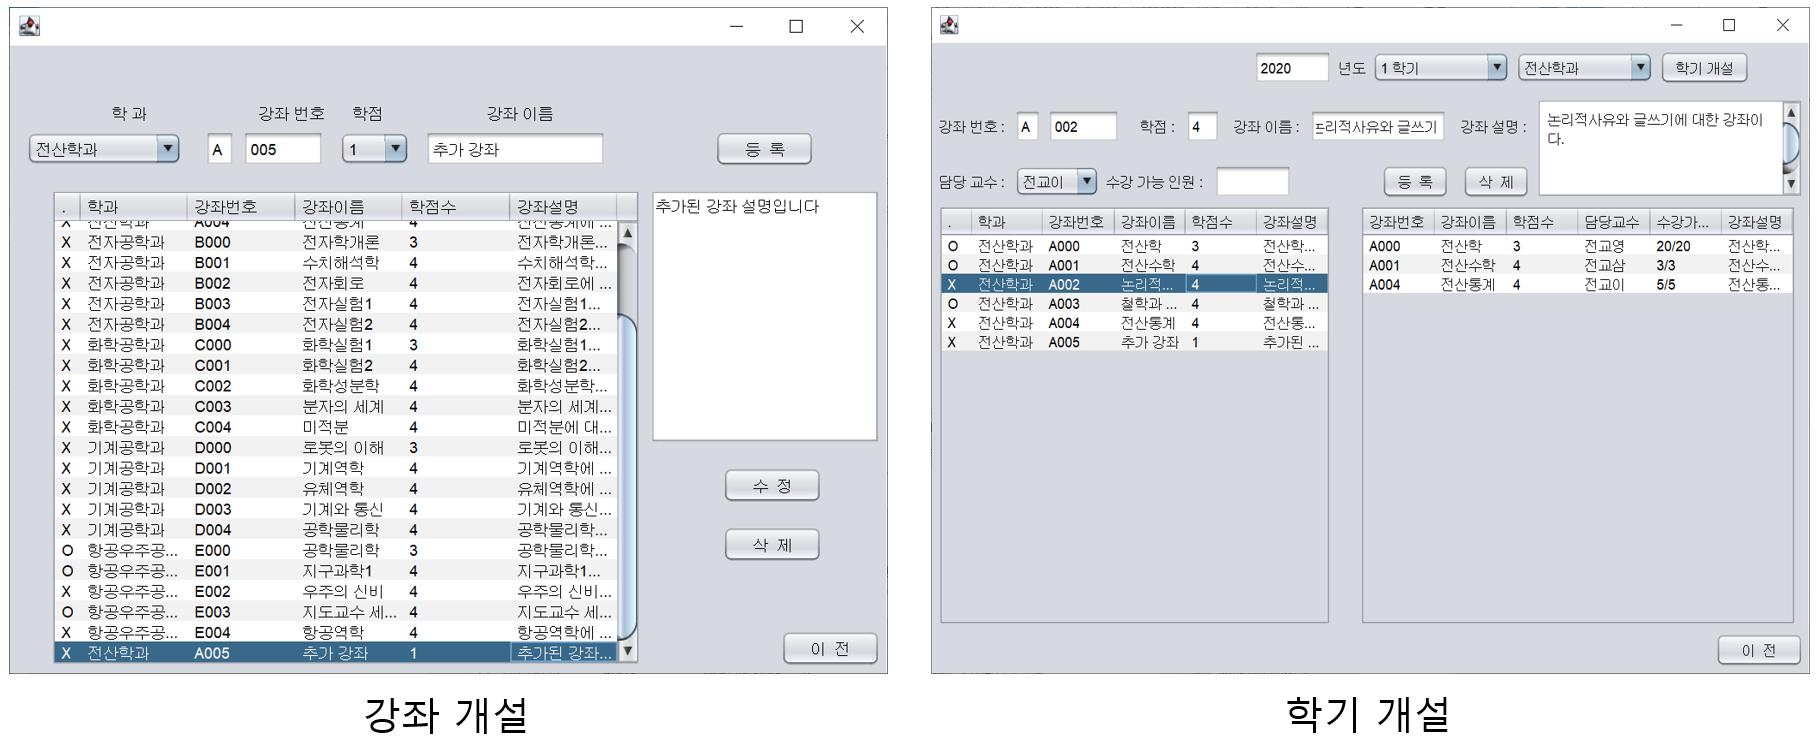 학 과 강좌 번호 학점 강좌 이름
전산학과 A 005 1 추가 강좌 등 록
. 학과 강좌번호 강좌이름 학점수 강좌설명
X 전산학과 A004 전산통계 4 전산통계에 ...
X 전자공학과 B000 전자학개론 3 전자학개론...
X 전자공학과 B001 수치해석학 4 수치해석학...
X 전자공학과 B002 전자회로 4 전자회로에 ...
X 전자공학과 B003 전자실험1 4 전자실험1...
X 전자공학과 B004 전자실험2 4 전자실험2...
X 화학공학과 C000 화학실험1 3 화학실험1...
X 화학공학과 C001 화학실험2 4 화학실험2...
X 화학공학과 C002 화학성분학 4 화학성분학...
X 화학공학과 C003 분자의 세계 4 분자의 세계...
X 화학공학과 C004 미적분 4 미적분에 대...
X 기계공학과 D000 로봇의 이해 3 로봇의 이해...
X 기계공학과 D001 기계역학 4 기계역학에 ...
X 기계공학과 D002 유체역학 4 유체역학에 ...
X 기계공학과 D003 기계와 통신 4 기계와 통신...
X 기계공학과 D004 공학물리학 4 공학물리학...
O 항공우주공... E000 공학물리학 3 공학물리학...
O 항공우주공... E001 지구과학1 4 지구과학1...
X 항공우주공... E002 우주의 신비 4 우주의 신비...
O 항공우주공... E003 지도교수 세... 4 지도교수 세...
X 항공우주공... E004 항공역학 4 항공역학에 ...
X 전산학과 A005 추가 강좌 1 추가된 강좌...
추가된 강좌 설명입니다
수 정
삭 제
이 전
강좌 개설
2020 년도 1 학기 전산학과 학기 개설
강좌 번호 : A 002 학점 : 4 강좌 이름 : 논리적사유와 글쓰기 강좌 설명 :
논리적사유와 글쓰기에 대한 강좌이
다.
담당 교수 : 전교이 수강 가능 인원 : 등 록 삭 제
. 학과 강좌번호 강좌이름 학점수 강좌설명
O 전산학과 A000 전산학 3 전산학...
O 전산학과 A001 전산수학 4 전산수...
X 전산학과 A002 논리적... 4 논리적...
O 전산학과 A003 철학과 ... 4 철학과 ...
X 전산학과 A004 전산통계 4 전산통...
X 전산학과 A005 추가 강좌 1 추가된 ...
강좌번호 강좌이름 학점수 담당교수 수강가... 강좌설명
A000 전산학 3 전교영 20/20 전산학...
A001 전산수학 4 전교삼 3/3 전산수...
A004 전산통계 4 전교이 5/5 전산통...
이 전
학기 개설